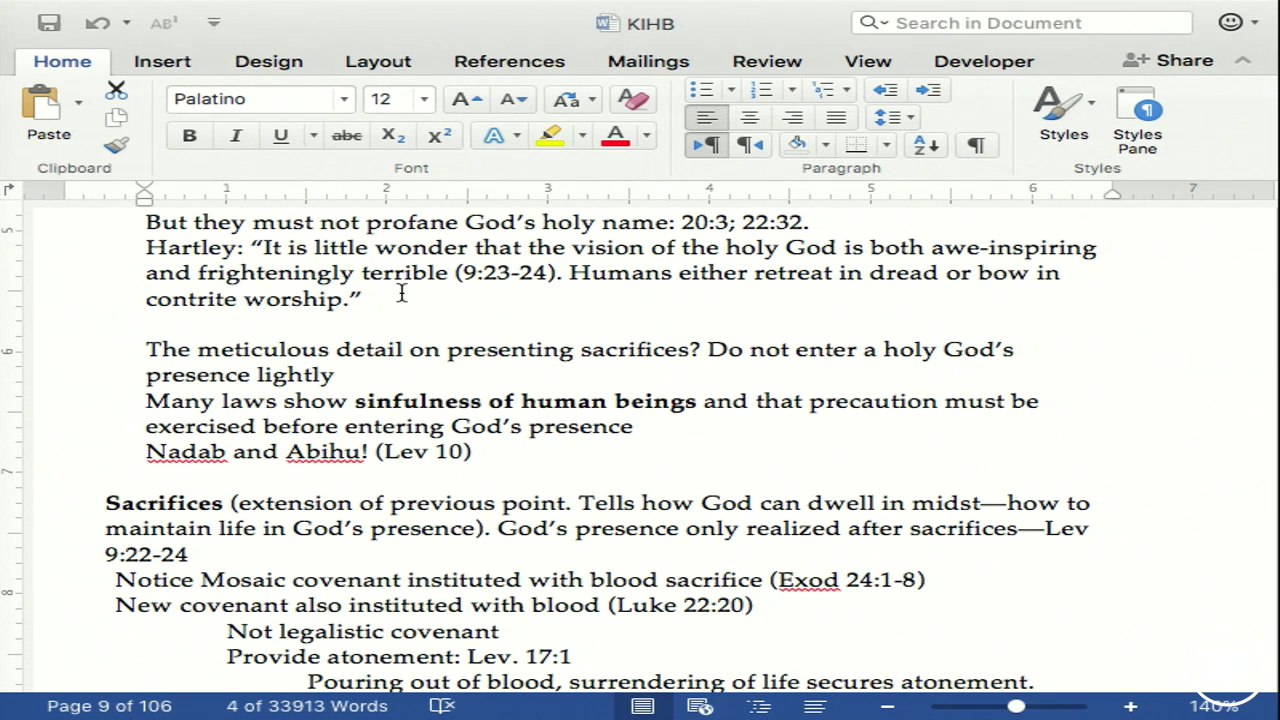 KIHB
Search in Document
Home Insert Design Layout References Mailings Review View Developer Share
Palatino 12
Paste
Styles Styles Pane
Clipboard Font Paragraph Styles
1 2 3 4 5 6 7
But they must not profane God's holy name: 20:3; 22:32.
Hartley: “It is little wonder that the vision of the holy God is both awe-inspiring
and frighteningly terrible (9:23-24). Humans either retreat in dread or bow in
contrite worship.”
The meticulous detail on presenting sacrifices? Do not enter a holy God's
presence lightly
Many laws show sinfulness of human beings and that precaution must be
exercised before entering God's presence
Nadab and Abihu! (Lev 10)
Sacrifices (extension of previous point. Tells how God can dwell in midst—how to
maintain life in God's presence). God's presence only realized after sacrifices—Lev
9:22-24
Notice Mosaic covenant instituted with blood sacrifice (Exod 24:1-8)
New covenant also instituted with blood (Luke 22:20)
Not legalistic covenant
Provide atonement: Lev. 17:1
Pouring out of blood, surrendering of life secures atonement.
Page 9 of 106 4 of 33913 Words 140%